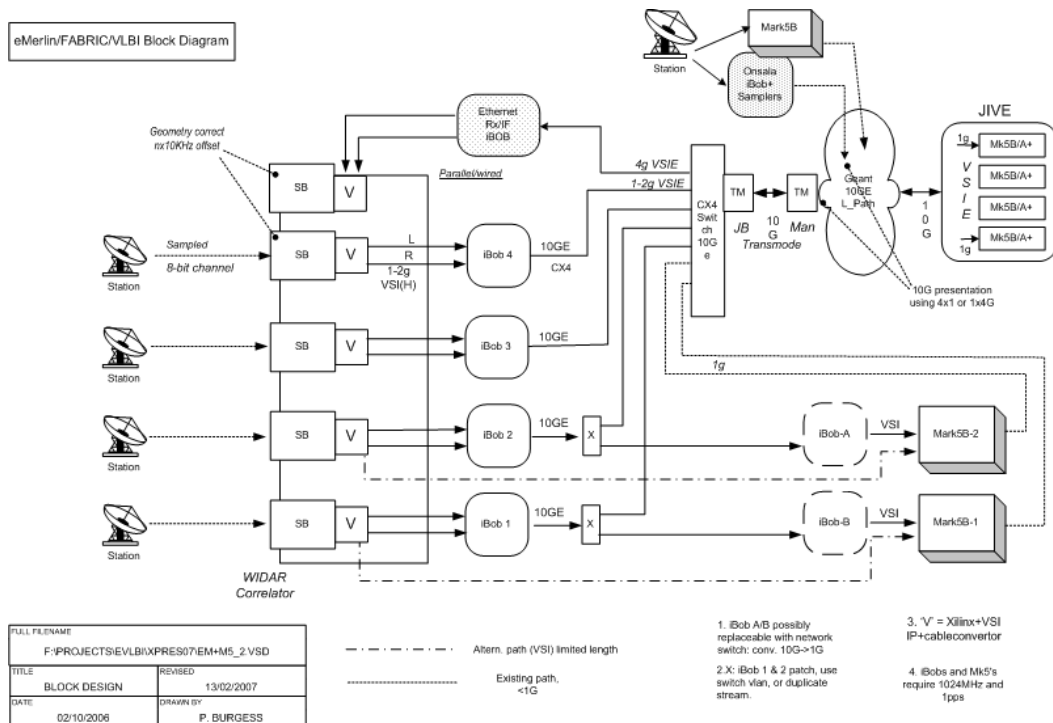 eMerlin/FABRIC/VLBI Block Diagram
Mark5B
Station
Onsala
iBob+
Samplers
Ethernet
Rx/IF
iBOB
JIVE
Geometry correct
nx10KHz offset
Parallel/wired
4g VSIE
1-2g VSIE
SB
V
CX4
Swit
ch
10G
e
TM
10
G
TM
JB
Man
Transmode
Geant
10GE
L_Path
1
0
G
1g
V
S
I
E
Mk5B/A+
Mk5B/A+
Mk5B/A+
Mk5B/A+
1g
Sampled
8-bit channel
Station
SB
V
L
R
1-2g
VSI(H)
iBob 4
10GE
CX4
10G presentation
using 4x1 or 1x4G
Station
SB
V
iBob 3
10GE
1g
Station
SB
V
iBob 2
10GE
X
iBob-A
VSI
Mark5B-2
Station
SB
V
iBob 1
10GE
X
iBob-B
VSI
Mark5B-1
WIDAR
Correlator
FULL FILENAME
F:\PROJECTS\EVLBI\XPRES07\EM+M5_2.VSD
TITLE
BLOCK DESIGN
REVISED
13/02/2007
DATE
02/10/2006
DRAWN BY
P. BURGESS
Altern. path (VSI) limited length
Existing path,
<1G
1. iBob A/B possibly
replaceable with network
switch: conv. 10G->1G
2.X: iBob 1 & 2 patch, use
switch vlan, or duplicate
stream.
3. 'V' = Xilinx+VSI
IP+cableconvertor
4. iBobs and Mk5's
require 1024MHz and
1pps